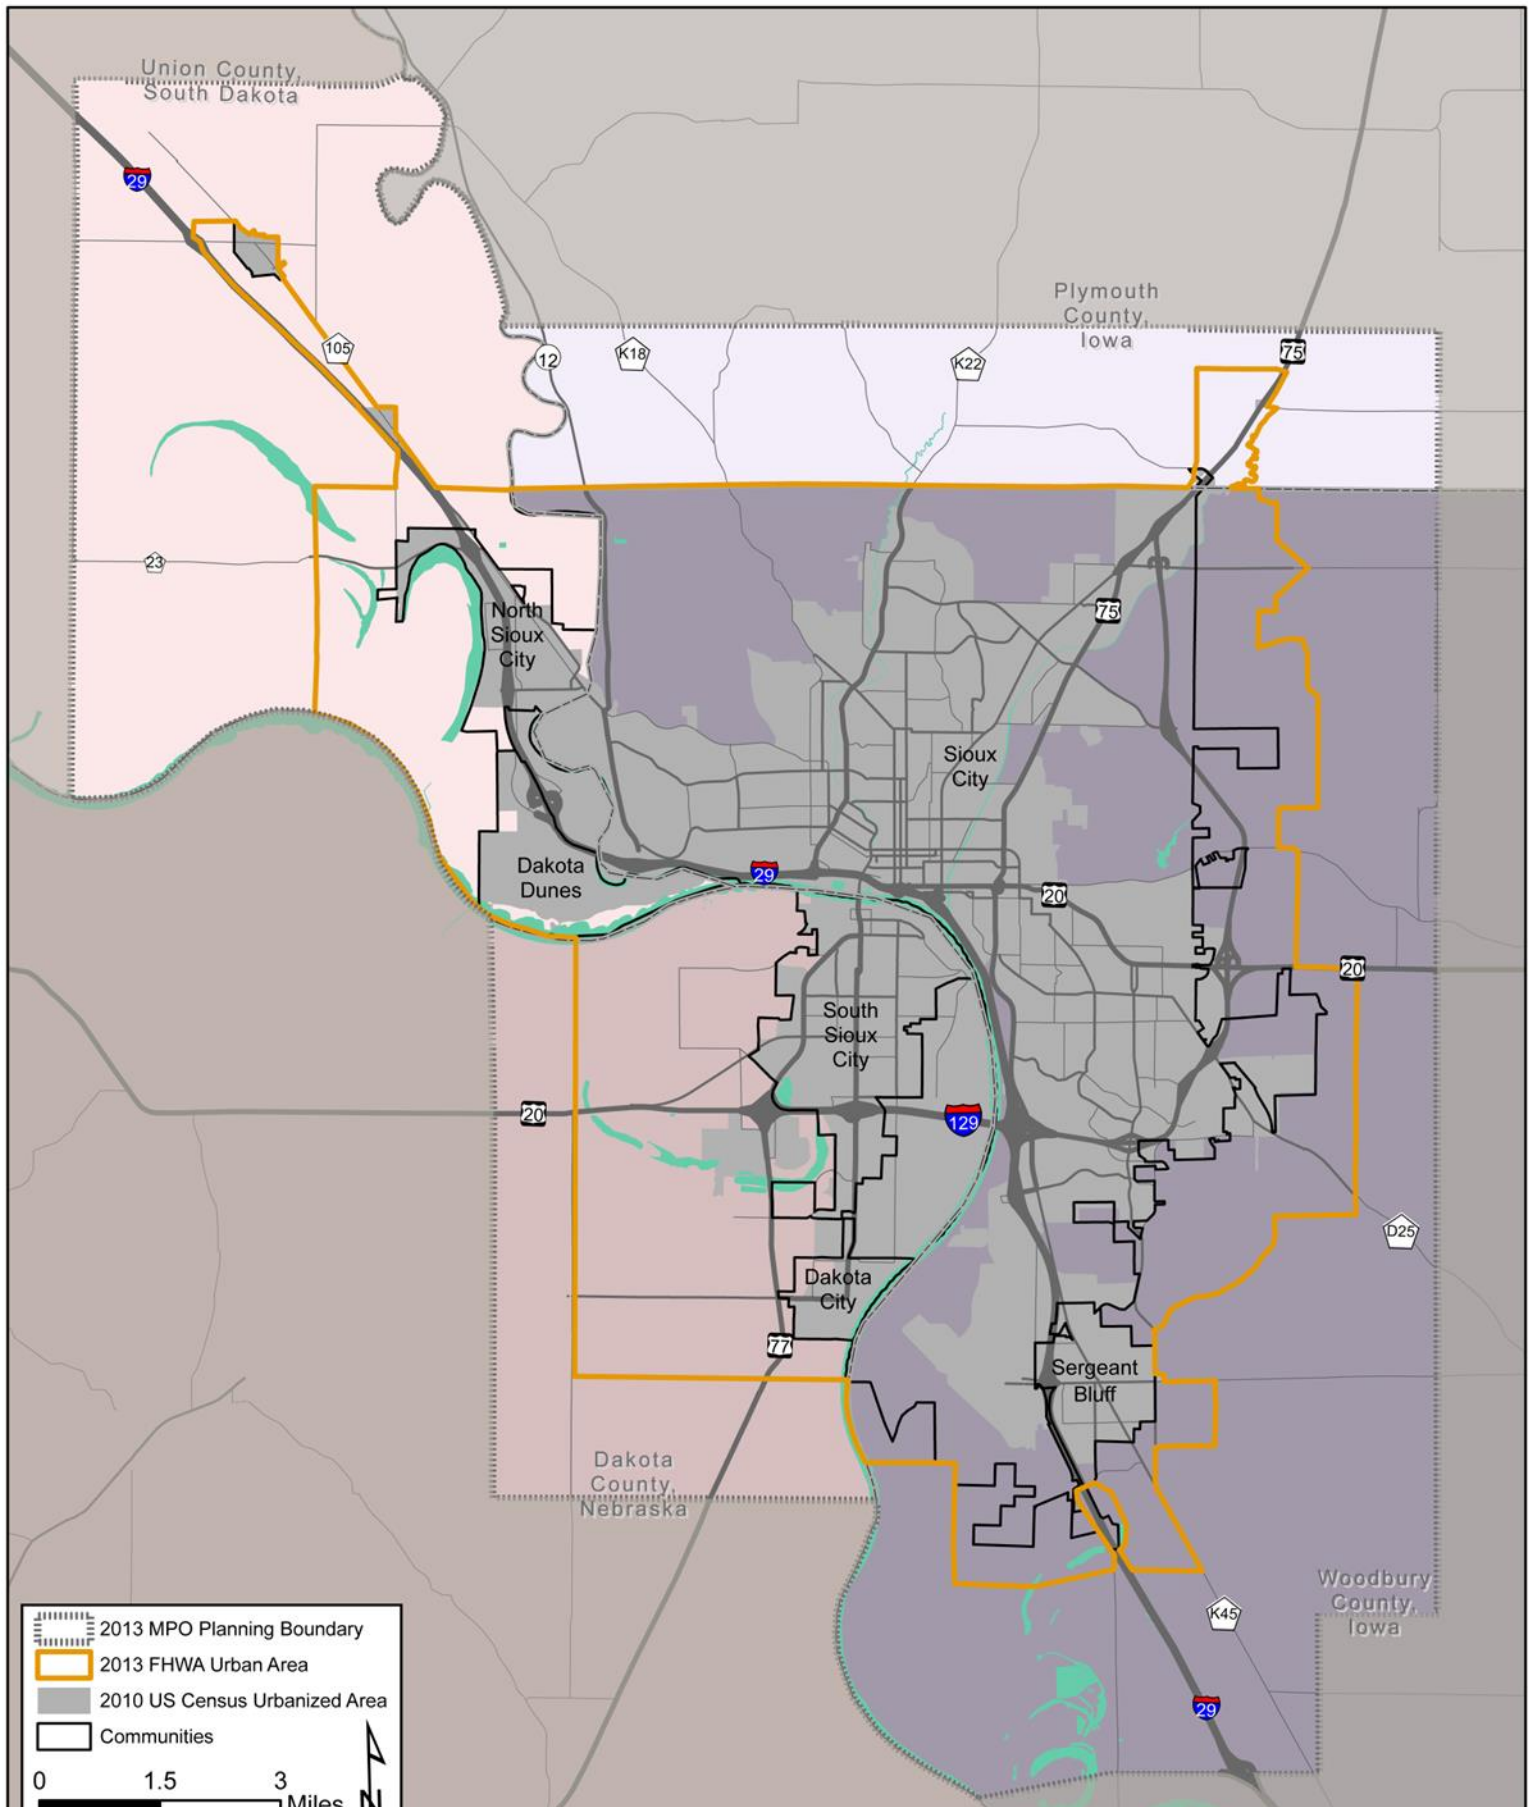 Union County,
South Dakota
29
105
12
K18
K22
Plymouth
County,
Iowa
75
23
North
Sioux
City
75
Sioux
City
Dakota
Dunes
29
20
20
South
Sioux
City
20
129
D25
Dakota
City
77
Sergeant
Bluff
Dakota
County,
Nebraska
Woodbury
County,
Iowa
K45
29
2013 MPO Planning Boundary
2013 FHWA Urban Area
2010 US Census Urbanized Area
Communities
0 1.5 3
Miles
N